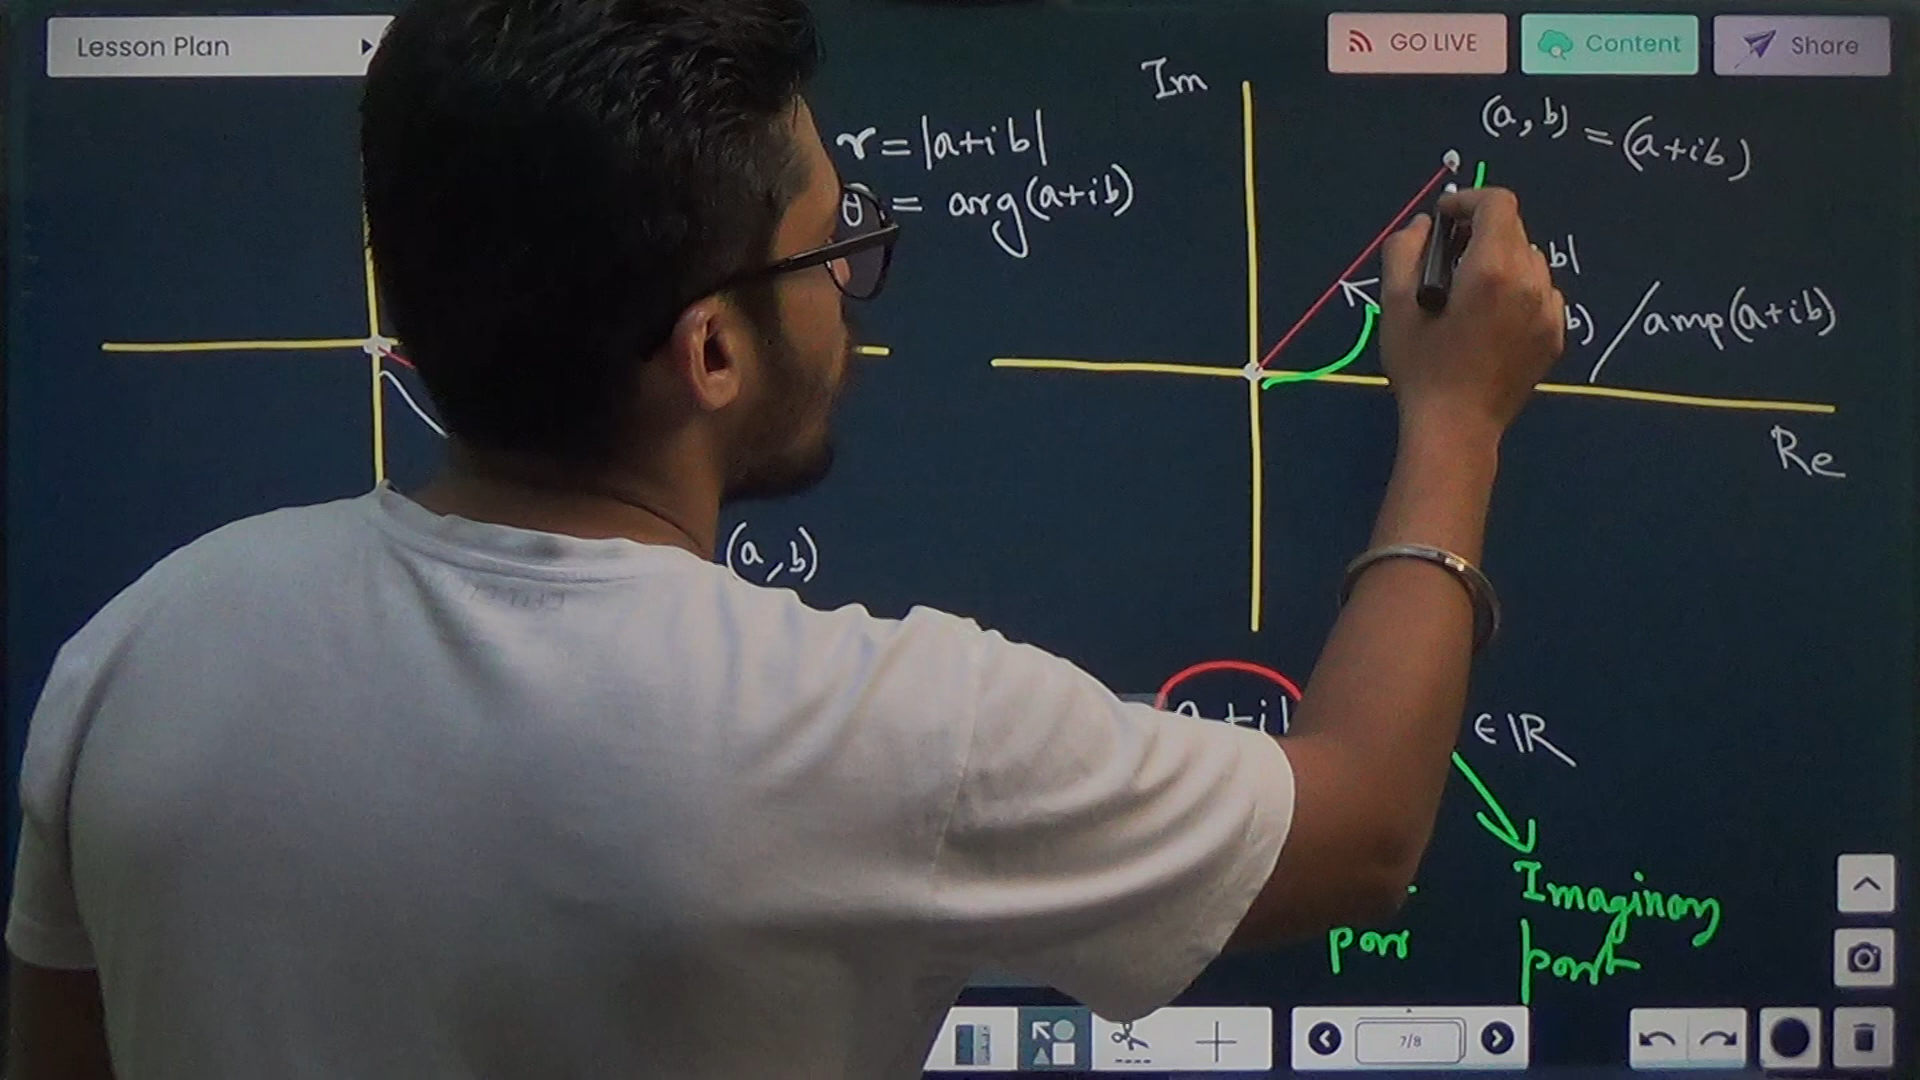 Lesson Plan
GO LIVE
Content
Share
Im
(a, b) = (a+ib)
r = |a+ib|
θ = arg(a+ib)
b|
b) / amp(a+ib)
Re
(a, b)
∈ IR
Imaginary
part
7/8